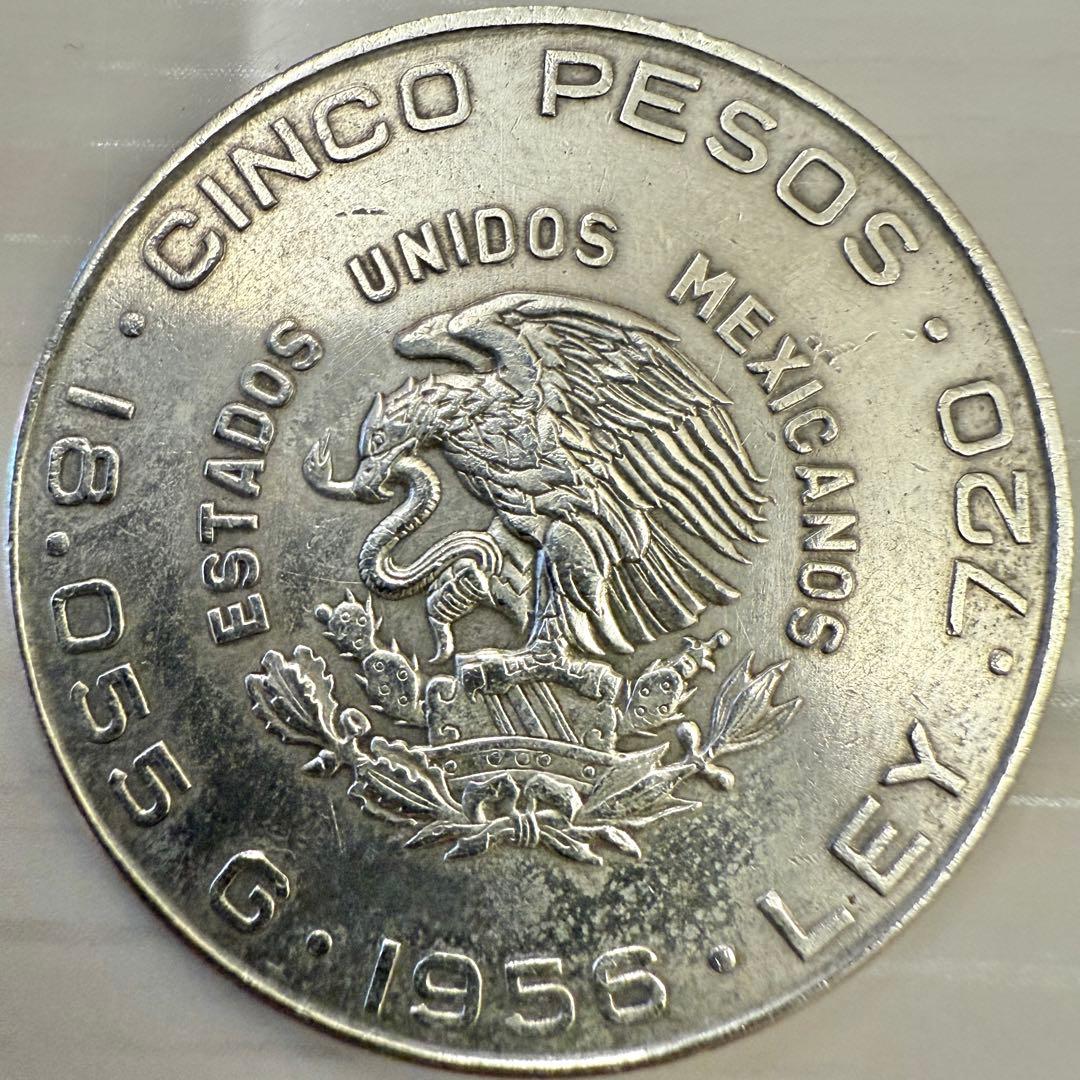 CINCO PESOS
ESTADOS UNIDOS MEXICANOS
18.055 G · 1956 · LEY .720 ·